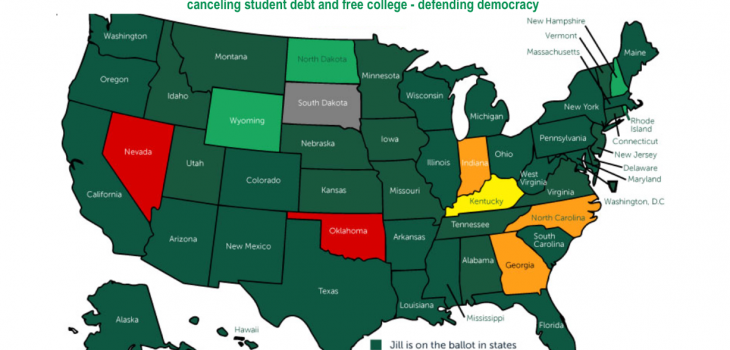 canceling student debt and free college - defending democracy
New Hampshire
Vermont
Massachusetts
Washington
Montana
North Dakota
Minnesota
Maine
Oregon
Idaho
Wyoming
South Dakota
Wisconsin
Michigan
New York
Rhode
Island
Connecticut
New Jersey
Delaware
Maryland
Washington, D.C
Nevada
Utah
Colorado
Nebraska
Iowa
Illinois
Indiana
Ohio
Pennsylvania
West
Virginia
Virginia
California
Kansas
Missouri
Kentucky
North Carolina
Arizona
New Mexico
Oklahoma
Arkansas
Tennessee
South
Carolina
Texas
Louisiana
Alabama
Georgia
Mississippi
Florida
Alaska
Hawaii
Jill is on the ballot in states